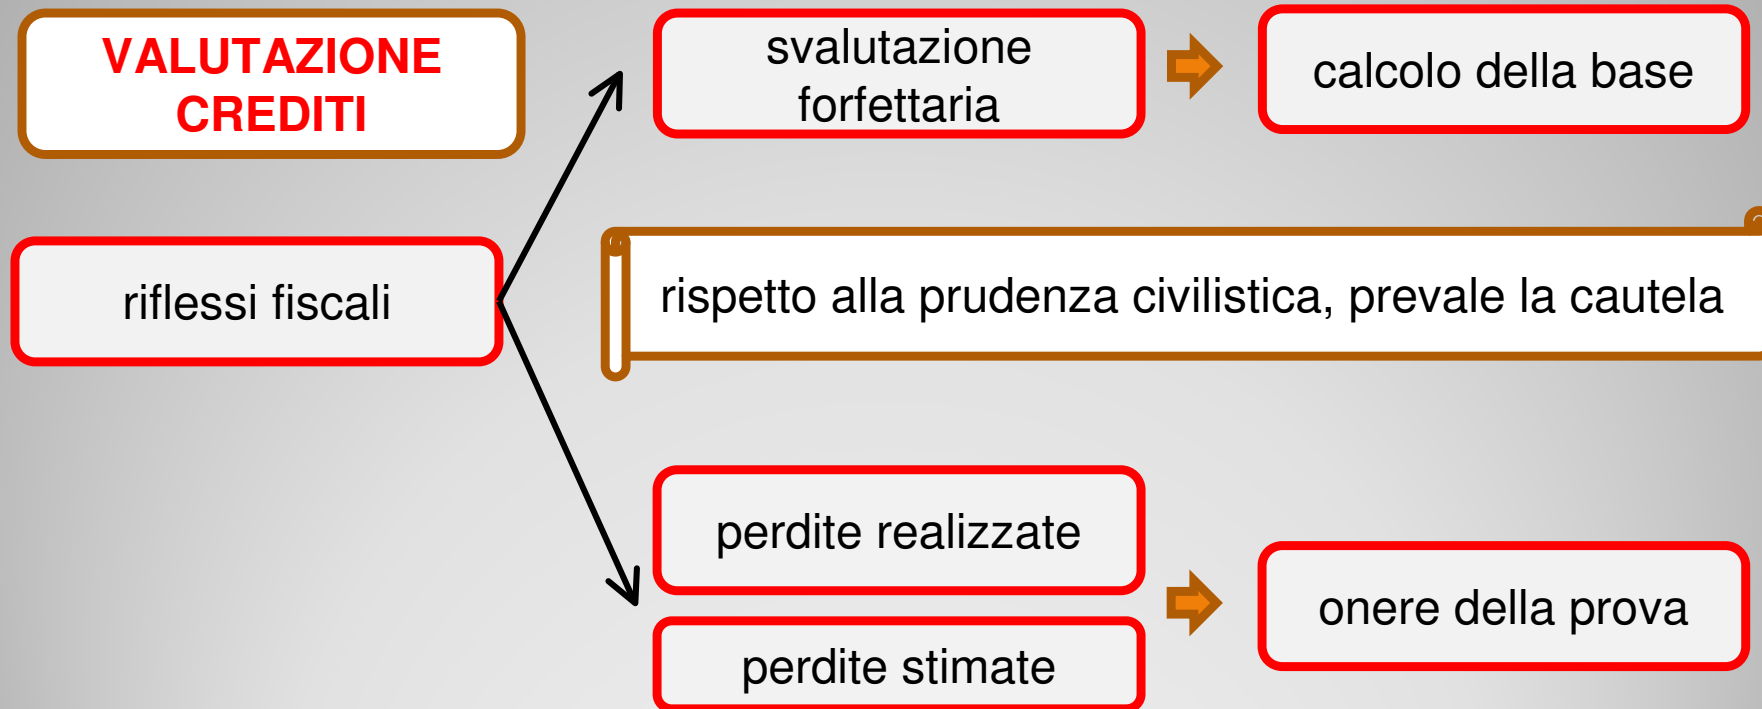 VALUTAZIONE
CREDITI
svalutazione
forfettaria
calcolo della base
riflessi fiscali
rispetto alla prudenza civilistica, prevale la cautela
perdite realizzate
perdite stimate
onere della prova